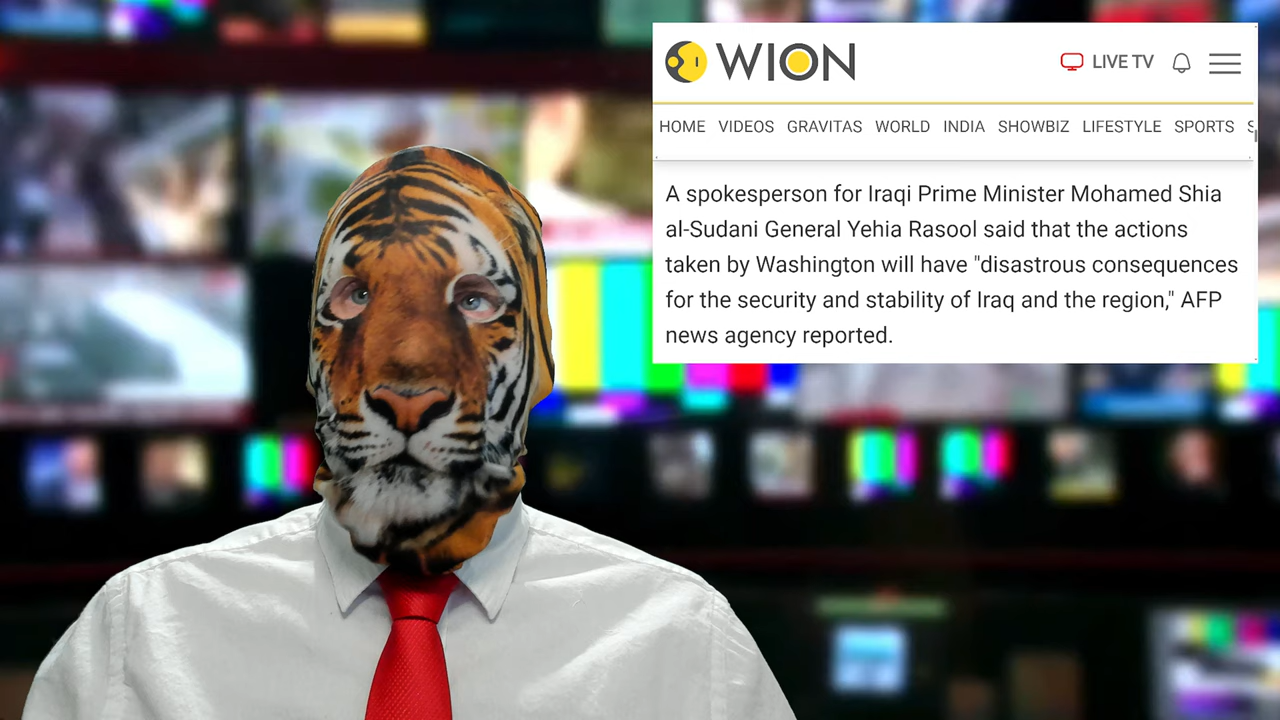 WION
LIVE TV
HOME VIDEOS GRAVITAS WORLD INDIA SHOWBIZ LIFESTYLE SPORTS
A spokesperson for Iraqi Prime Minister Mohamed Shia
al-Sudani General Yehia Rasool said that the actions
taken by Washington will have "disastrous consequences
for the security and stability of Iraq and the region," AFP
news agency reported.